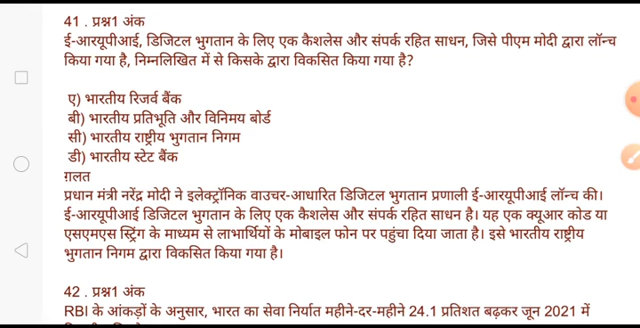 41 . प्रश्न1 अंक
ई-आरयूपीआई, डिजिटल भुगतान के लिए एक कैशलेस और संपर्क रहित साधन, जिसे पीएम मोदी द्वारा लॉन्च
किया गया है, निम्नलिखित में से किसके द्वारा विकसित किया गया है?
ए) भारतीय रिजर्व बैंक
बी) भारतीय प्रतिभूति और विनिमय बोर्ड
सी) भारतीय राष्ट्रीय भुगतान निगम
डी) भारतीय स्टेट बैंक
ग़लत
प्रधान मंत्री नरेंद्र मोदी ने इलेक्ट्रॉनिक वाउचर-आधारित डिजिटल भुगतान प्रणाली ई-आरयूपीआई लॉन्च की।
ई-आरयूपीआई डिजिटल भुगतान के लिए एक कैशलेस और संपर्क रहित साधन है। यह एक क्यूआर कोड या
एसएमएस स्ट्रिंग के माध्यम से लाभार्थियों के मोबाइल फोन पर पहुंचा दिया जाता है। इसे भारतीय राष्ट्रीय
भुगतान निगम द्वारा विकसित किया गया है।
42 . प्रश्न1 अंक
RBI के आंकड़ों के अनुसार, भारत का सेवा निर्यात महीने-दर-महीने 24.1 प्रतिशत बढ़कर जून 2021 में